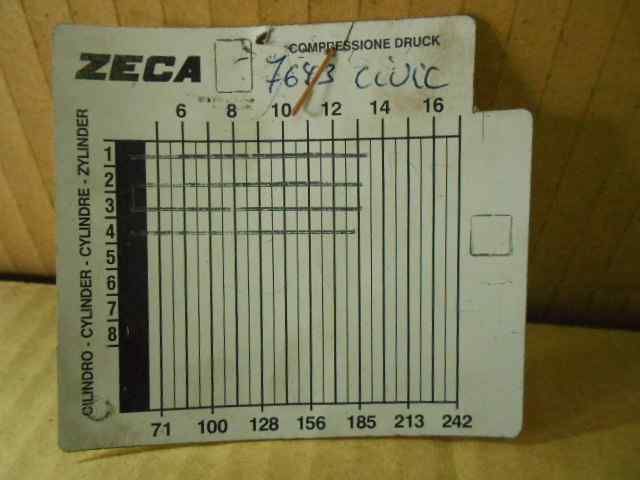 ZECA
COMPRESSIONE DRUCK
7643 CIVIC
6 8 10 12 14 16
CILINDRO - CYLINDER - CYLINDRE - ZYLINDER
1
2
3
4
5
6
7
8
71 100 128 156 185 213 242